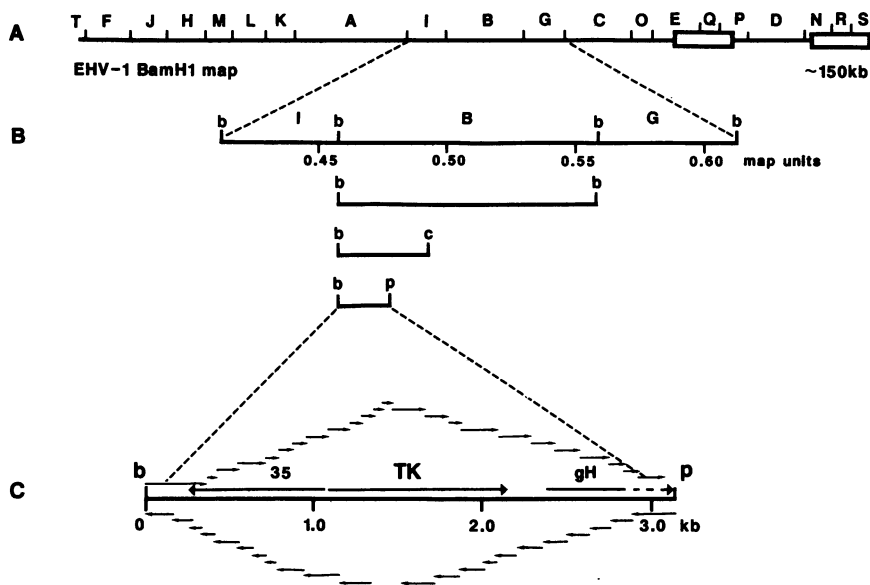 T F J H M L K A I B G C O E Q P D N R S
A
EHV-1 BamH1 map ~150kb
b I b B b G b
B
0.45 0.50 0.55 0.60 map units
b b
b c
b p
b 35 TK gH p
C
0 1.0 2.0 3.0 kb